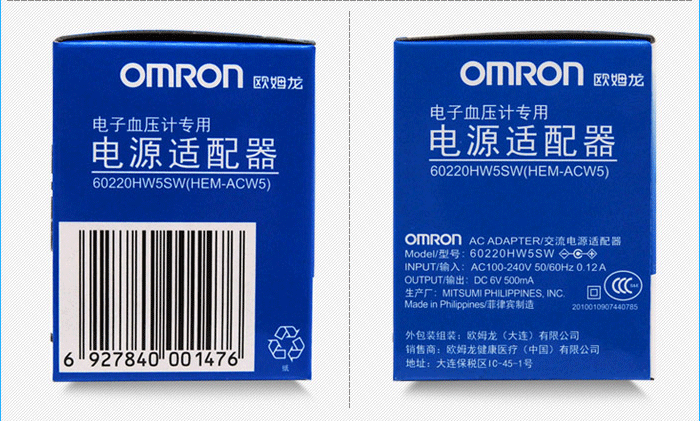 OMRON 欧姆龙
电子血压计专用
电源适配器
60220HW5SW(HEM-ACW5)
6 927840 001476
纸
OMRON 欧姆龙
电子血压计专用
电源适配器
60220HW5SW(HEM-ACW5)
OMRON AC ADAPTER/交流电源适配器
Model/型号: 60220HW5SW
INPUT/输入: AC100-240V 50/60Hz 0.12A
OUTPUT/输出: DC 6V 500mA
生产厂: MITSUMI PHILIPPINES, INC.
Made in Philippines/菲律宾制造
CCC
S&E
2010010907440785
外包装组装: 欧姆龙（大连）有限公司
销售商: 欧姆龙健康医疗（中国）有限公司
地址: 大连保税区IC-45-1号